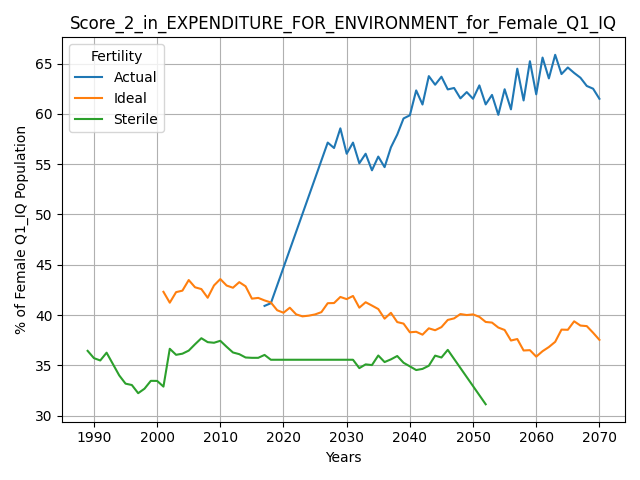 Score_2_in_EXPENDITURE_FOR_ENVIRONMENT_for_Female_Q1_IQ
Fertility
Actual
Ideal
Sterile
% of Female Q1_IQ Population
65
60
55
50
45
40
35
30
1990 2000 2010 2020 2030 2040 2050 2060 2070
Years